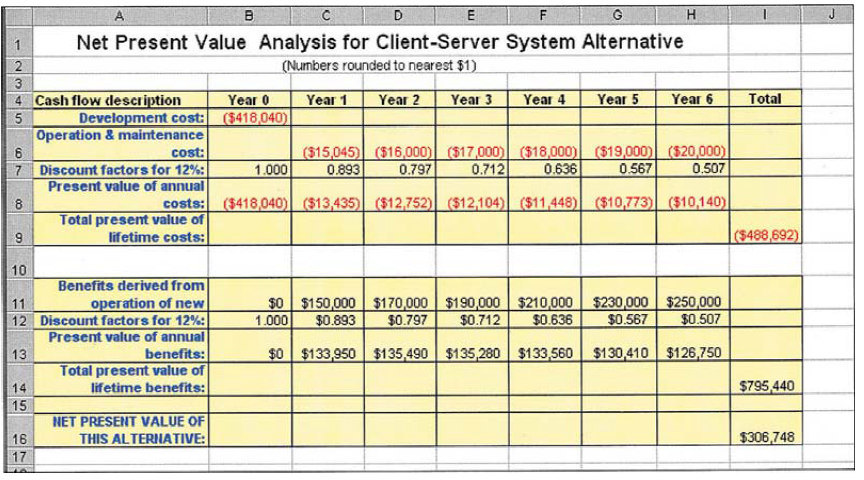 A B C D E F G H I J
1 Net Present Value Analysis for Client-Server System Alternative
2 (Numbers rounded to nearest $1)
3
4 Cash flow description Year 0 Year 1 Year 2 Year 3 Year 4 Year 5 Year 6 Total
5 Development cost: ($418,040)
Operation & maintenance
6 cost: ($15,045) ($16,000) ($17,000) ($18,000) ($19,000) ($20,000)
7 Discount factors for 12%: 1.000 0.893 0.797 0.712 0.636 0.567 0.507
Present value of annual
8 costs: ($418,040) ($13,435) ($12,752) ($12,104) ($11,448) ($10,773) ($10,140)
Total present value of
9 lifetime costs: ($488,692)
10
Benefits derived from
11 operation of new $0 $150,000 $170,000 $190,000 $210,000 $230,000 $250,000
12 Discount factors for 12%: 1.000 $0.893 $0.797 $0.712 $0.636 $0.567 $0.507
Present value of annual
13 benefits: $0 $133,950 $135,490 $135,280 $133,560 $130,410 $126,750
Total present value of
14 lifetime benefits: $795,440
15
NET PRESENT VALUE OF
16 THIS ALTERNATIVE: $306,748
17